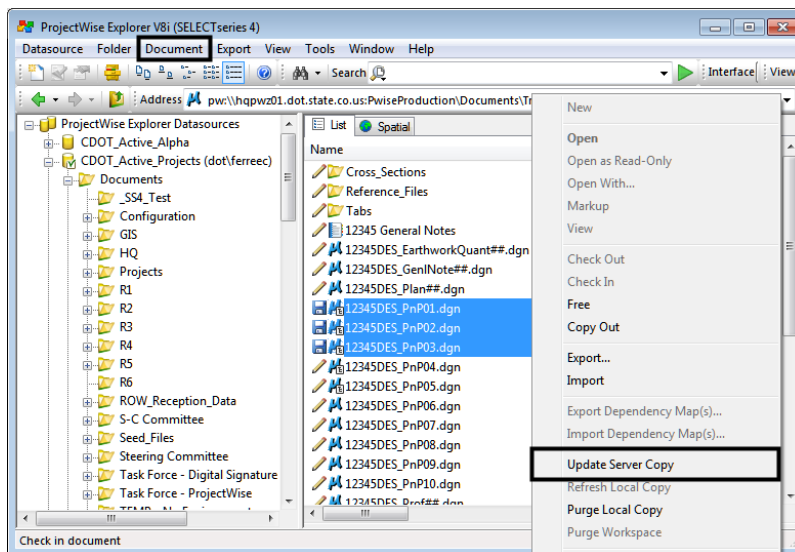 ProjectWise Explorer V8i (SELECTseries 4)
Datasource Folder Document Export View Tools Window Help
Search Interface View
Address pw:\\hqpwz01.dot.state.co.us:PwiseProduction\Documents\Tr
ProjectWise Explorer Datasources
CDOT_Active_Alpha
CDOT_Active_Projects (dot\ferreec)
Documents
_SS4_Test
Configuration
GIS
HQ
Projects
R1
R2
R3
R4
R5
R6
ROW_Reception_Data
S-C Committee
Seed_Files
Steering Committee
Task Force - Digital Signature
Task Force - ProjectWise
List Spatial
Name
Cross_Sections
Reference_Files
Tabs
12345 General Notes
12345DES_EarthworkQuant##.dgn
12345DES_GenlNote##.dgn
12345DES_Plan##.dgn
12345DES_PnP01.dgn
12345DES_PnP02.dgn
12345DES_PnP03.dgn
12345DES_PnP04.dgn
12345DES_PnP05.dgn
12345DES_PnP06.dgn
12345DES_PnP07.dgn
12345DES_PnP08.dgn
12345DES_PnP09.dgn
12345DES_PnP10.dgn
12345DES_Prof##.dgn
New
Open
Open as Read-Only
Open With...
Markup
View
Check Out
Check In
Free
Copy Out
Export...
Import
Export Dependency Map(s)...
Import Dependency Map(s)...
Update Server Copy
Refresh Local Copy
Purge Local Copy
Purge Workspace
Check in document